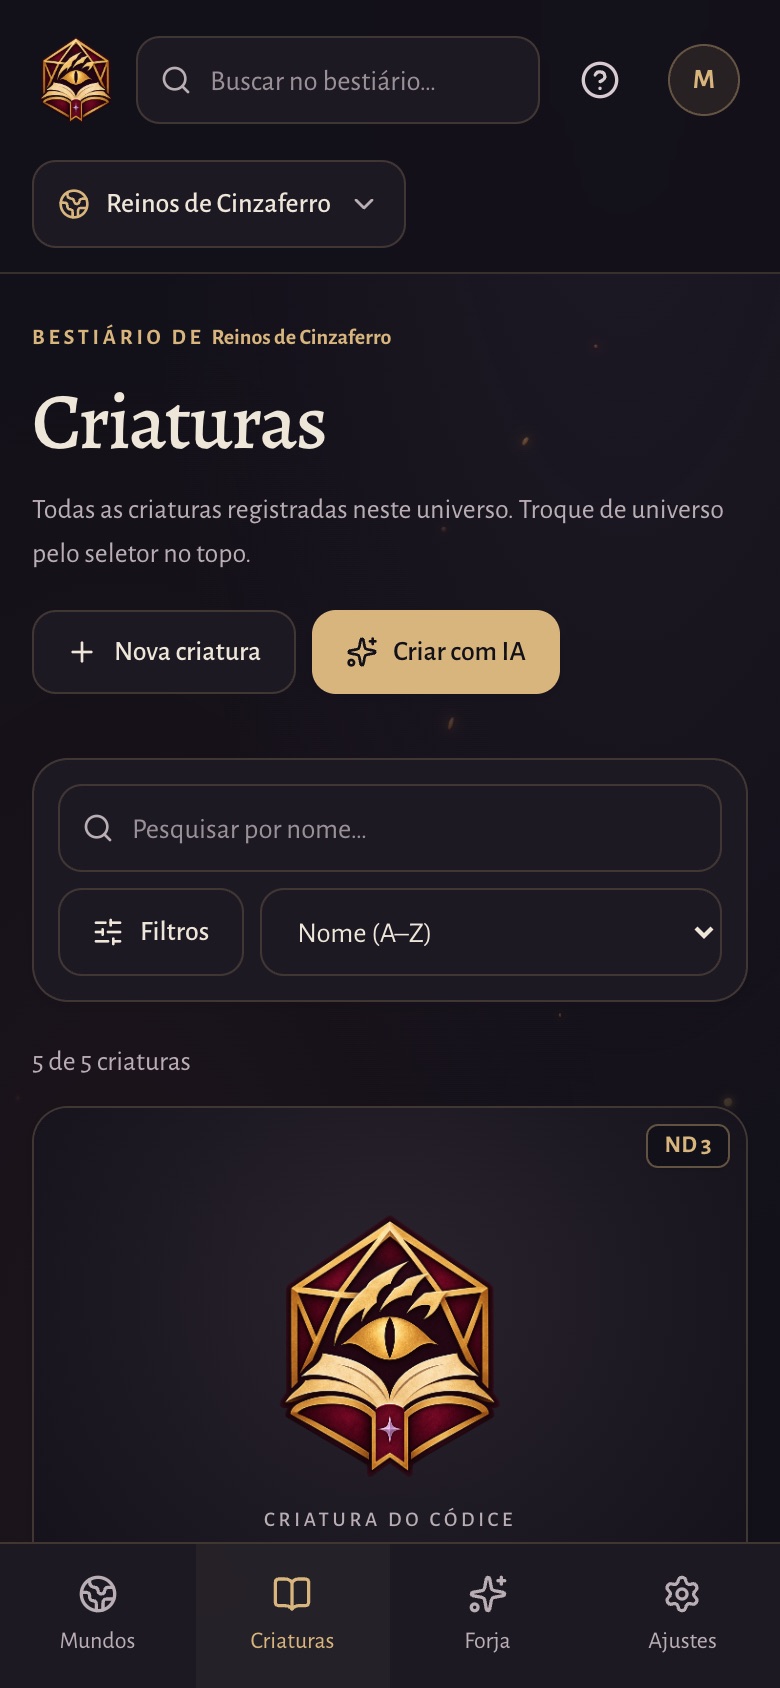 Buscar no bestiário...
M
Reinos de Cinzaferro
BESTIÁRIO DE Reinos de Cinzaferro
Criaturas
Todas as criaturas registradas neste universo. Troque de universo
pelo seletor no topo.
Nova criatura
Criar com IA
Pesquisar por nome...
Filtros
Nome (A–Z)
5 de 5 criaturas
ND 3
CRIATURA DO CÓDICE
Mundos
Criaturas
Forja
Ajustes